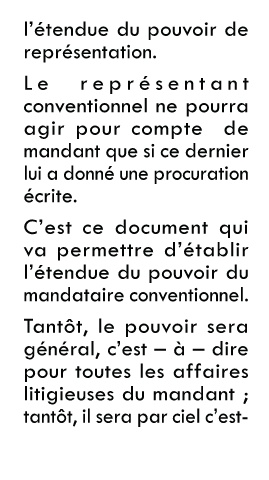 l'étendue du pouvoir de
représentation.
Le représentant
conventionnel ne pourra
agir pour compte de
mandant que si ce dernier
lui a donné une procuration
écrite.
C'est ce document qui
va permettre d'établir
l'étendue du pouvoir du
mandataire conventionnel.
Tantôt, le pouvoir sera
général, c'est – à – dire
pour toutes les affaires
litigieuses du mandant ;
tantôt, il sera par ciel c'est-